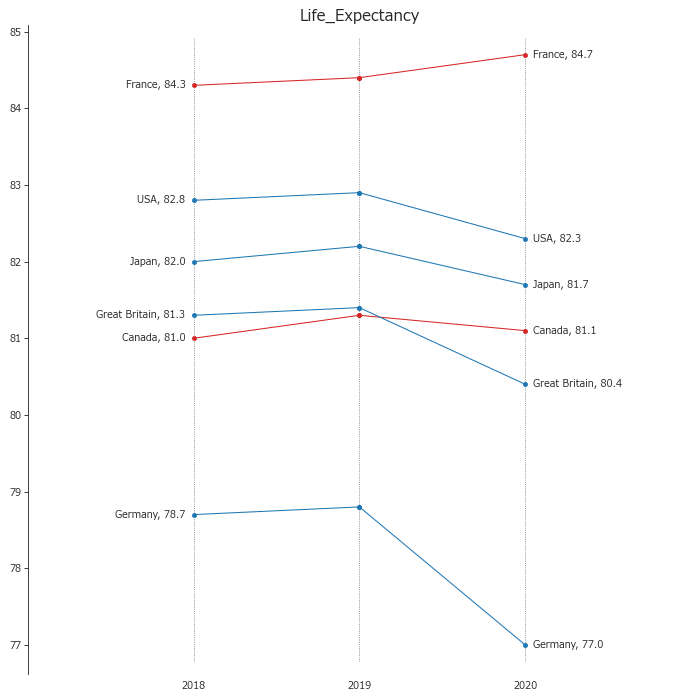 Life_Expectancy
85
84
83
82
81
80
79
78
77
France, 84.3
USA, 82.8
Japan, 82.0
Great Britain, 81.3
Canada, 81.0
Germany, 78.7
France, 84.7
USA, 82.3
Japan, 81.7
Canada, 81.1
Great Britain, 80.4
Germany, 77.0
2018 2019 2020